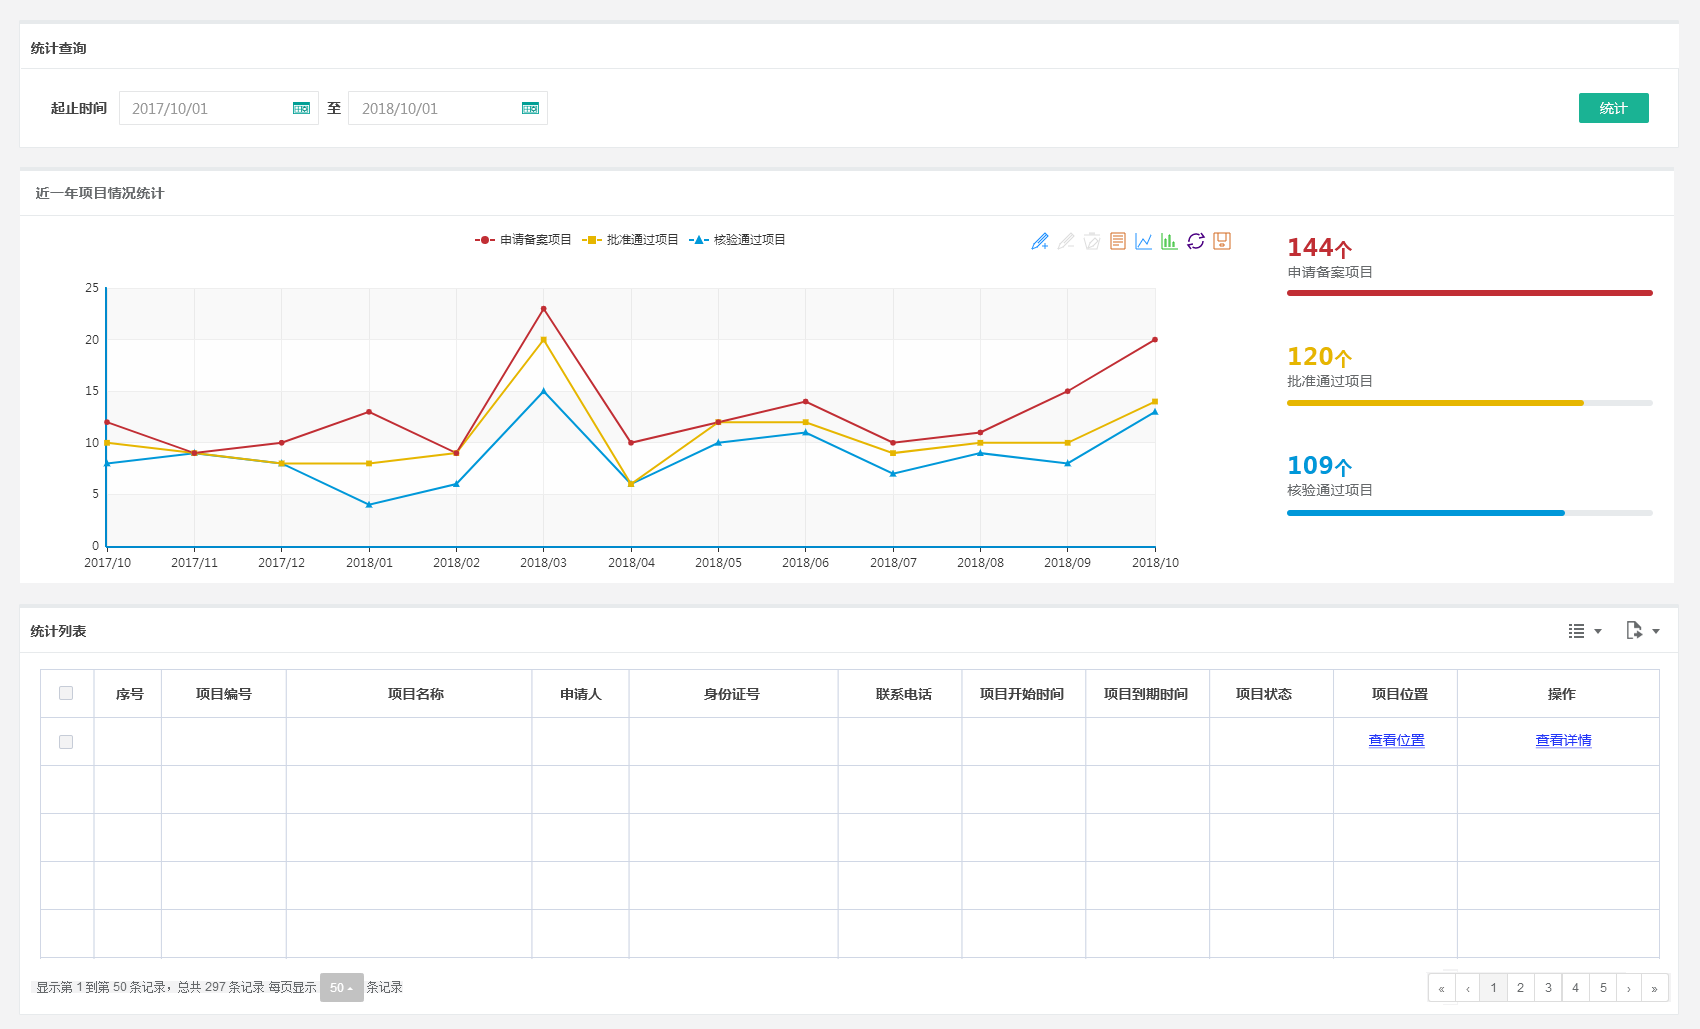 统计查询
起止时间 2017/10/01 至 2018/10/01 统计
近一年项目情况统计
申请备案项目 批准通过项目 核验通过项目
144个
申请备案项目
120个
批准通过项目
109个
核验通过项目
25
20
15
10
5
0
2017/10 2017/11 2017/12 2018/01 2018/02 2018/03 2018/04 2018/05 2018/06 2018/07 2018/08 2018/09 2018/10
统计列表
序号 项目编号 项目名称 申请人 身份证号 联系电话 项目开始时间 项目到期时间 项目状态 项目位置 操作
查看位置 查看详情
显示第 1 到第 50 条记录，总共 297 条记录 每页显示 50 条记录
« ‹ 1 2 3 4 5 › »